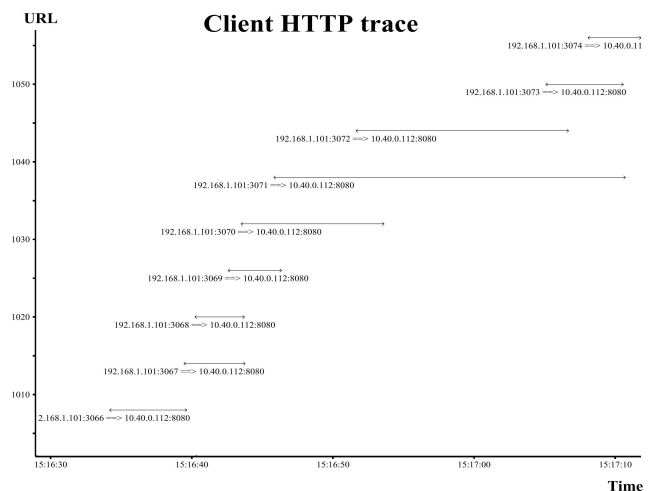 URL
Client HTTP trace
192.168.1.101:3074 ==> 10.40.0.11
1050
192.168.1.101:3073 ==> 10.40.0.112:8080
192.168.1.101:3072 ==> 10.40.0.112:8080
1040
192.168.1.101:3071 ==> 10.40.0.112:8080
192.168.1.101:3070 ==> 10.40.0.112:8080
1030
192.168.1.101:3069 ==> 10.40.0.112:8080
1020
192.168.1.101:3068 ==> 10.40.0.112:8080
192.168.1.101:3067 ==> 10.40.0.112:8080
1010
2.168.1.101:3066 ==> 10.40.0.112:8080
15:16:30 15:16:40 15:16:50 15:17:00 15:17:10
Time